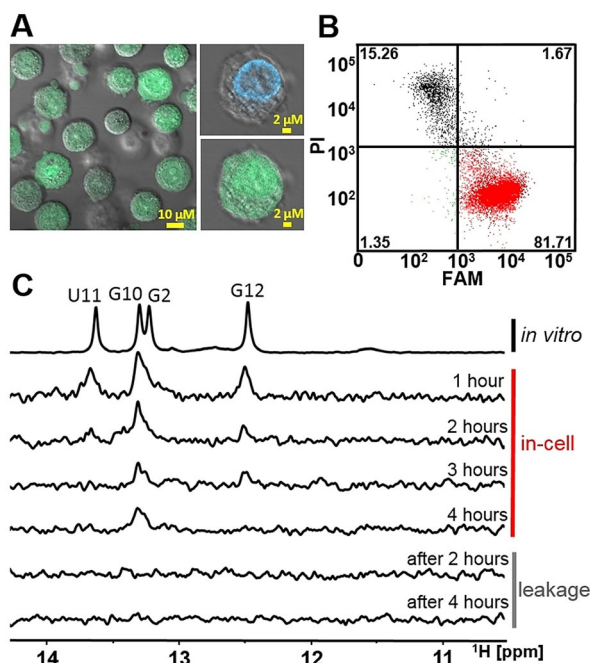 A
10 µM
2 µM
2 µM
B
15.26 1.67
10⁵
10⁴
10³
10²
PI
1.35 81.71
0 10² 10³ 10⁴ 10⁵
FAM
C
U11 G10 G2 G12
in vitro
1 hour
2 hours
in-cell
3 hours
4 hours
after 2 hours
leakage
after 4 hours
14 13 12 11 ¹H [ppm]